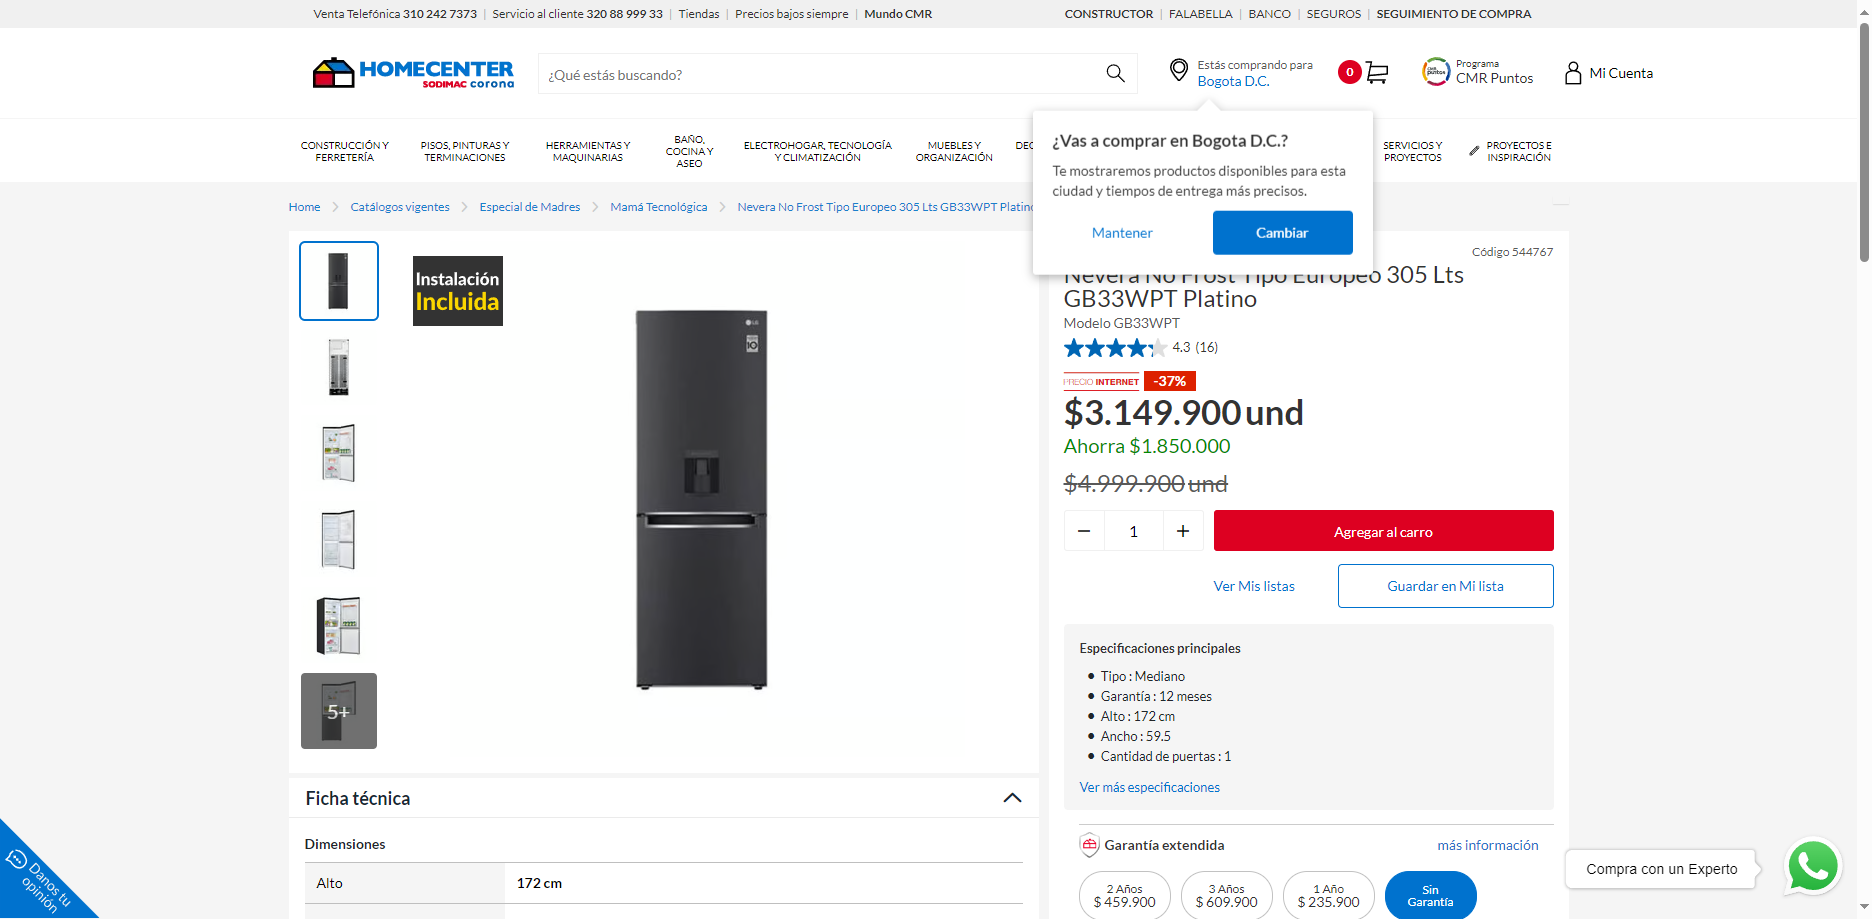 Venta Telefónica 310 242 7373 | Servicio al cliente 320 88 999 33 | Tiendas | Precios bajos siempre | Mundo CMR
CONSTRUCTOR | FALABELLA | BANCO | SEGUROS | SEGUIMIENTO DE COMPRA
HOMECENTER
SODIMAC corona
¿Qué estás buscando?
Estás comprando para
Bogota D.C.
0
Programa
CMR Puntos
Mi Cuenta
CONSTRUCCIÓN Y
FERRETERÍA
PISOS, PINTURAS Y
TERMINACIONES
HERRAMIENTAS Y
MAQUINARIAS
BAÑO,
COCINA Y
ASEO
ELECTROHOGAR, TECNOLOGÍA
Y CLIMATIZACIÓN
MUEBLES Y
ORGANIZACIÓN
SERVICIOS Y
PROYECTOS
PROYECTOS E
INSPIRACIÓN
¿Vas a comprar en Bogota D.C.?
Te mostraremos productos disponibles para esta
ciudad y tiempos de entrega más precisos.
Mantener
Cambiar
Home
Catálogos vigentes
Especial de Madres
Mamá Tecnológica
Nevera No Frost Tipo Europeo 305 Lts GB33WPT Platino
Instalación
Incluida
5+
Código 544767
Nevera No Frost Tipo Europeo 305 Lts
GB33WPT Platino
Modelo GB33WPT
4.3 (16)
PRECIO INTERNET -37%
$3.149.900 und
Ahorra $1.850.000
$4.999.900 und
1
Agregar al carro
Ver Mis listas
Guardar en Mi lista
Especificaciones principales
Tipo : Mediano
Garantía : 12 meses
Alto : 172 cm
Ancho : 59.5
Cantidad de puertas : 1
Ver más especificaciones
Garantía extendida
más información
2 Años
$ 459.900
3 Años
$ 609.900
1 Año
$ 235.900
Sin
Garantía
Ficha técnica
Dimensiones
Alto 172 cm
Danos tu
opinión
Compra con un Experto